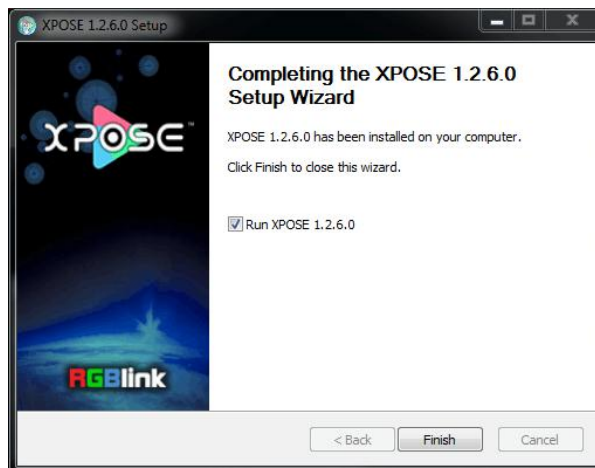 XPOSE 1.2.6.0 Setup
XPOSE™
Completing the XPOSE 1.2.6.0
Setup Wizard
XPOSE 1.2.6.0 has been installed on your computer.
Click Finish to close this wizard.
Run XPOSE 1.2.6.0
RGBlink
< Back
Finish
Cancel